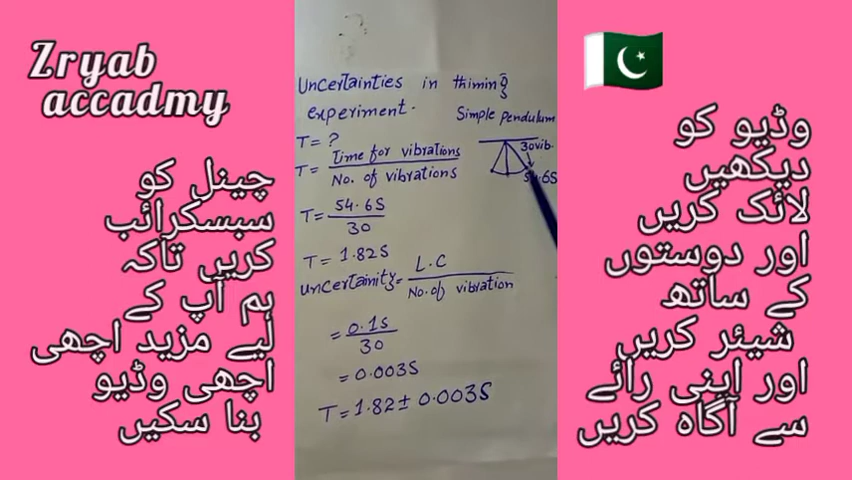 Zryab
accadmy
چینل کو
سبسکرائب
کریں تاکہ
ہم آپ کے
لیے مزید اچھی
اچھی وڈیو
بنا سکیں
Uncertainties in thiming
experiment.
Simple pendulum
30vib.
T = ?
T = Time for vibrations
No. of vibrations
T = 54.6S
30
T = 1.82S
Uncertainity = L.C
No. of vibration
= 0.1s
30
= 0.003S
T = 1.82 ± 0.003S
وڈیو کو
دیکھیں
لائک کریں
اور دوستوں
کے ساتھ
شیئر کریں
اور اپنی رائے
سے آگاہ کریں